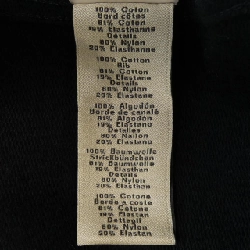 100% Coton
Bord côtes
81% Coton
19% Elasthanne
Details
80% Nylon
20% Elasthanne
100% Cotton
Rib
81% Cotton
19% Elastane
Details
80% Nylon
20% Elastane
100% Algodón
Borde de canalé
81% Algodón
19% Elastano
Detalles
80% Nailon
20% Elastano
100% Baumwolle
Strickbündchen
81% Baumwolle
19% Elasthan
Details
80% Nylon
20% Elasthan
100% Cotone
Bordo a coste
81% Cotone
19% Elastan
Dettagli
80% Nylon
20% Elastan